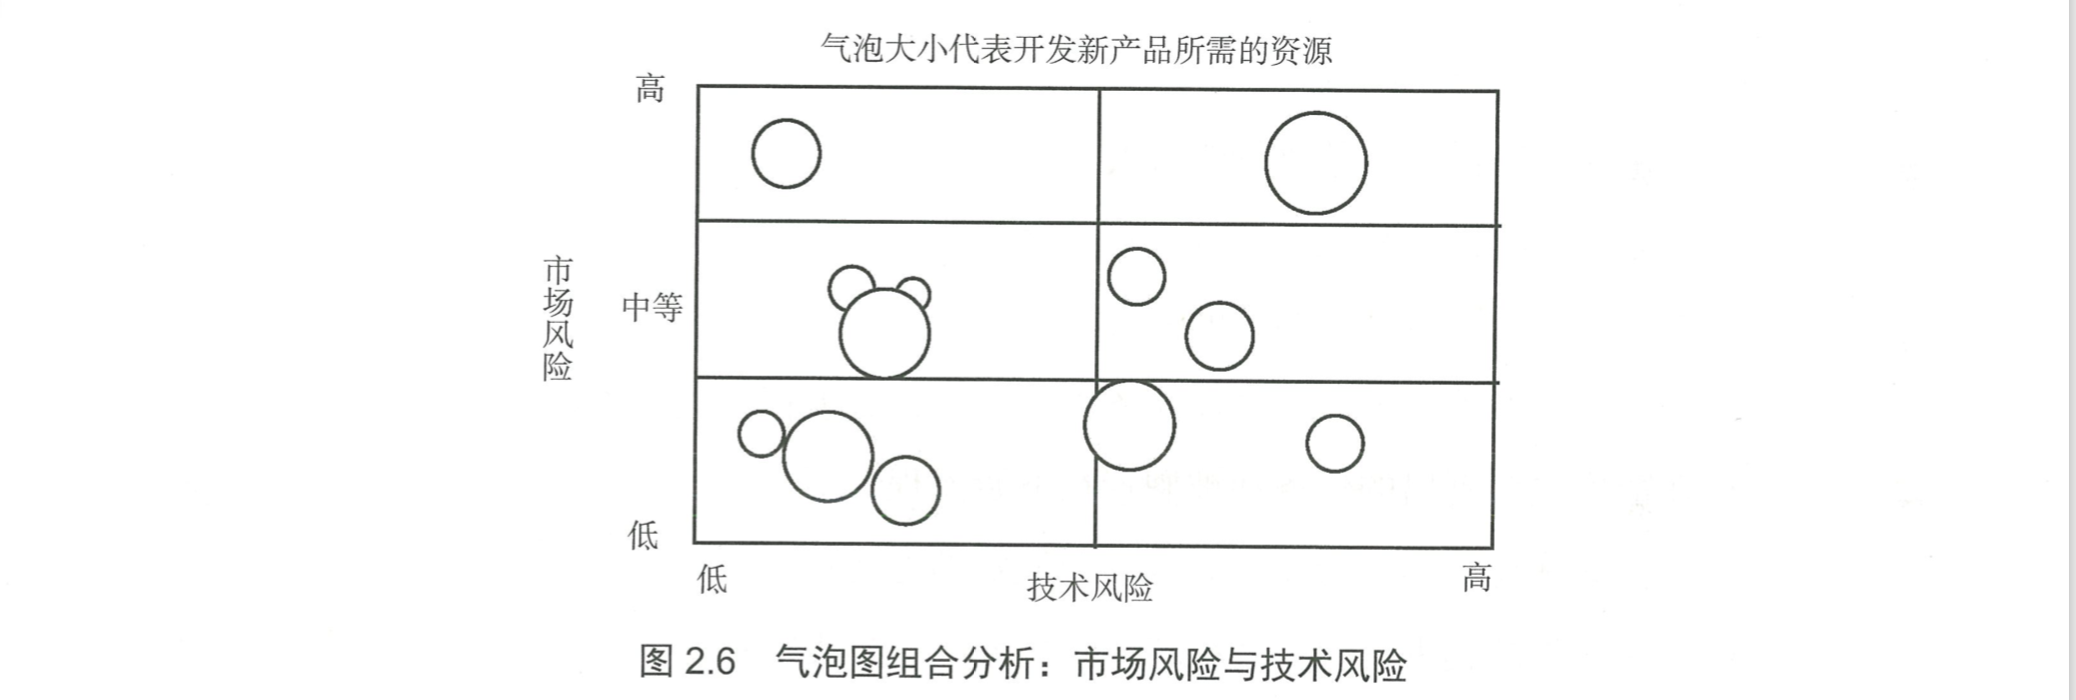 气泡大小代表开发新产品所需的资源
高
市场风险
中等
低
低
技术风险
高
图 2.6 气泡图组合分析：市场风险与技术风险